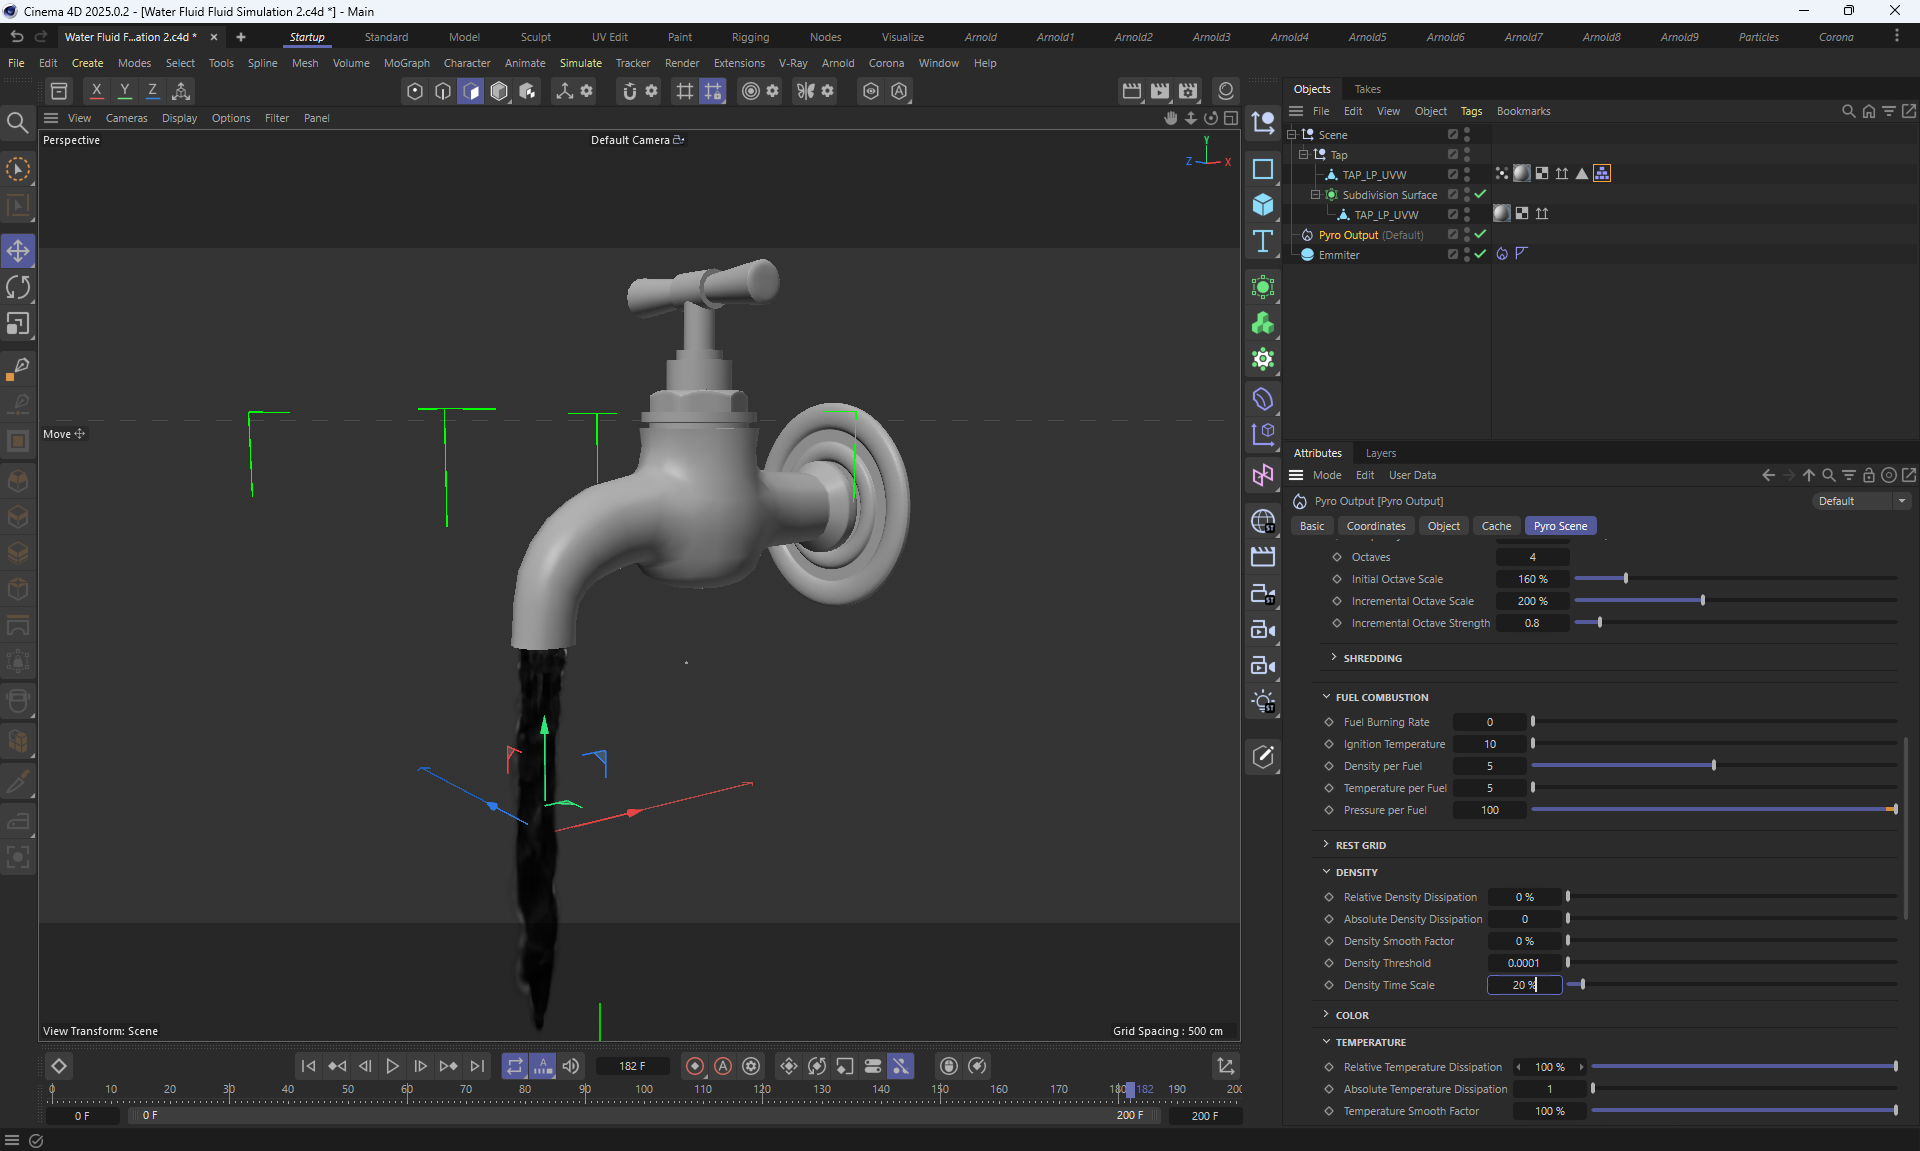 Cinema 4D 2025.0.2 - [Water Fluid Fluid Simulation 2.c4d *] - Main
Water Fluid F...ation 2.c4d * × + Startup Standard Model Sculpt UV Edit Paint Rigging Nodes Visualize Arnold Arnold1 Arnold2 Arnold3 Arnold4 Arnold5 Arnold6 Arnold7 Arnold8 Arnold9 Particles Corona
File Edit Create Modes Select Tools Spline Mesh Volume MoGraph Character Animate Simulate Tracker Render Extensions V-Ray Arnold Corona Window Help
X Y Z
View Cameras Display Options Filter Panel
Perspective
Default Camera
Y
Z X
Move
View Transform: Scene
Grid Spacing : 500 cm
Objects Takes
File Edit View Object Tags Bookmarks
Scene
Tap
TAP_LP_UVW
Subdivision Surface
TAP_LP_UVW
Pyro Output (Default)
Emmiter
Attributes Layers
Mode Edit User Data
Pyro Output [Pyro Output]
Default
Basic Coordinates Object Cache Pyro Scene
Octaves 4
Initial Octave Scale 160 %
Incremental Octave Scale 200 %
Incremental Octave Strength 0.8
SHREDDING
FUEL COMBUSTION
Fuel Burning Rate 0
Ignition Temperature 10
Density per Fuel 5
Temperature per Fuel 5
Pressure per Fuel 100
REST GRID
DENSITY
Relative Density Dissipation 0 %
Absolute Density Dissipation 0
Density Smooth Factor 0 %
Density Threshold 0.0001
Density Time Scale 20 %
COLOR
TEMPERATURE
Relative Temperature Dissipation 100 %
Absolute Temperature Dissipation 1
Temperature Smooth Factor 100 %
182 F
0 10 20 30 40 50 60 70 80 90 100 110 120 130 140 150 160 170 180 182 190 200
0 F 0 F 200 F 200 F